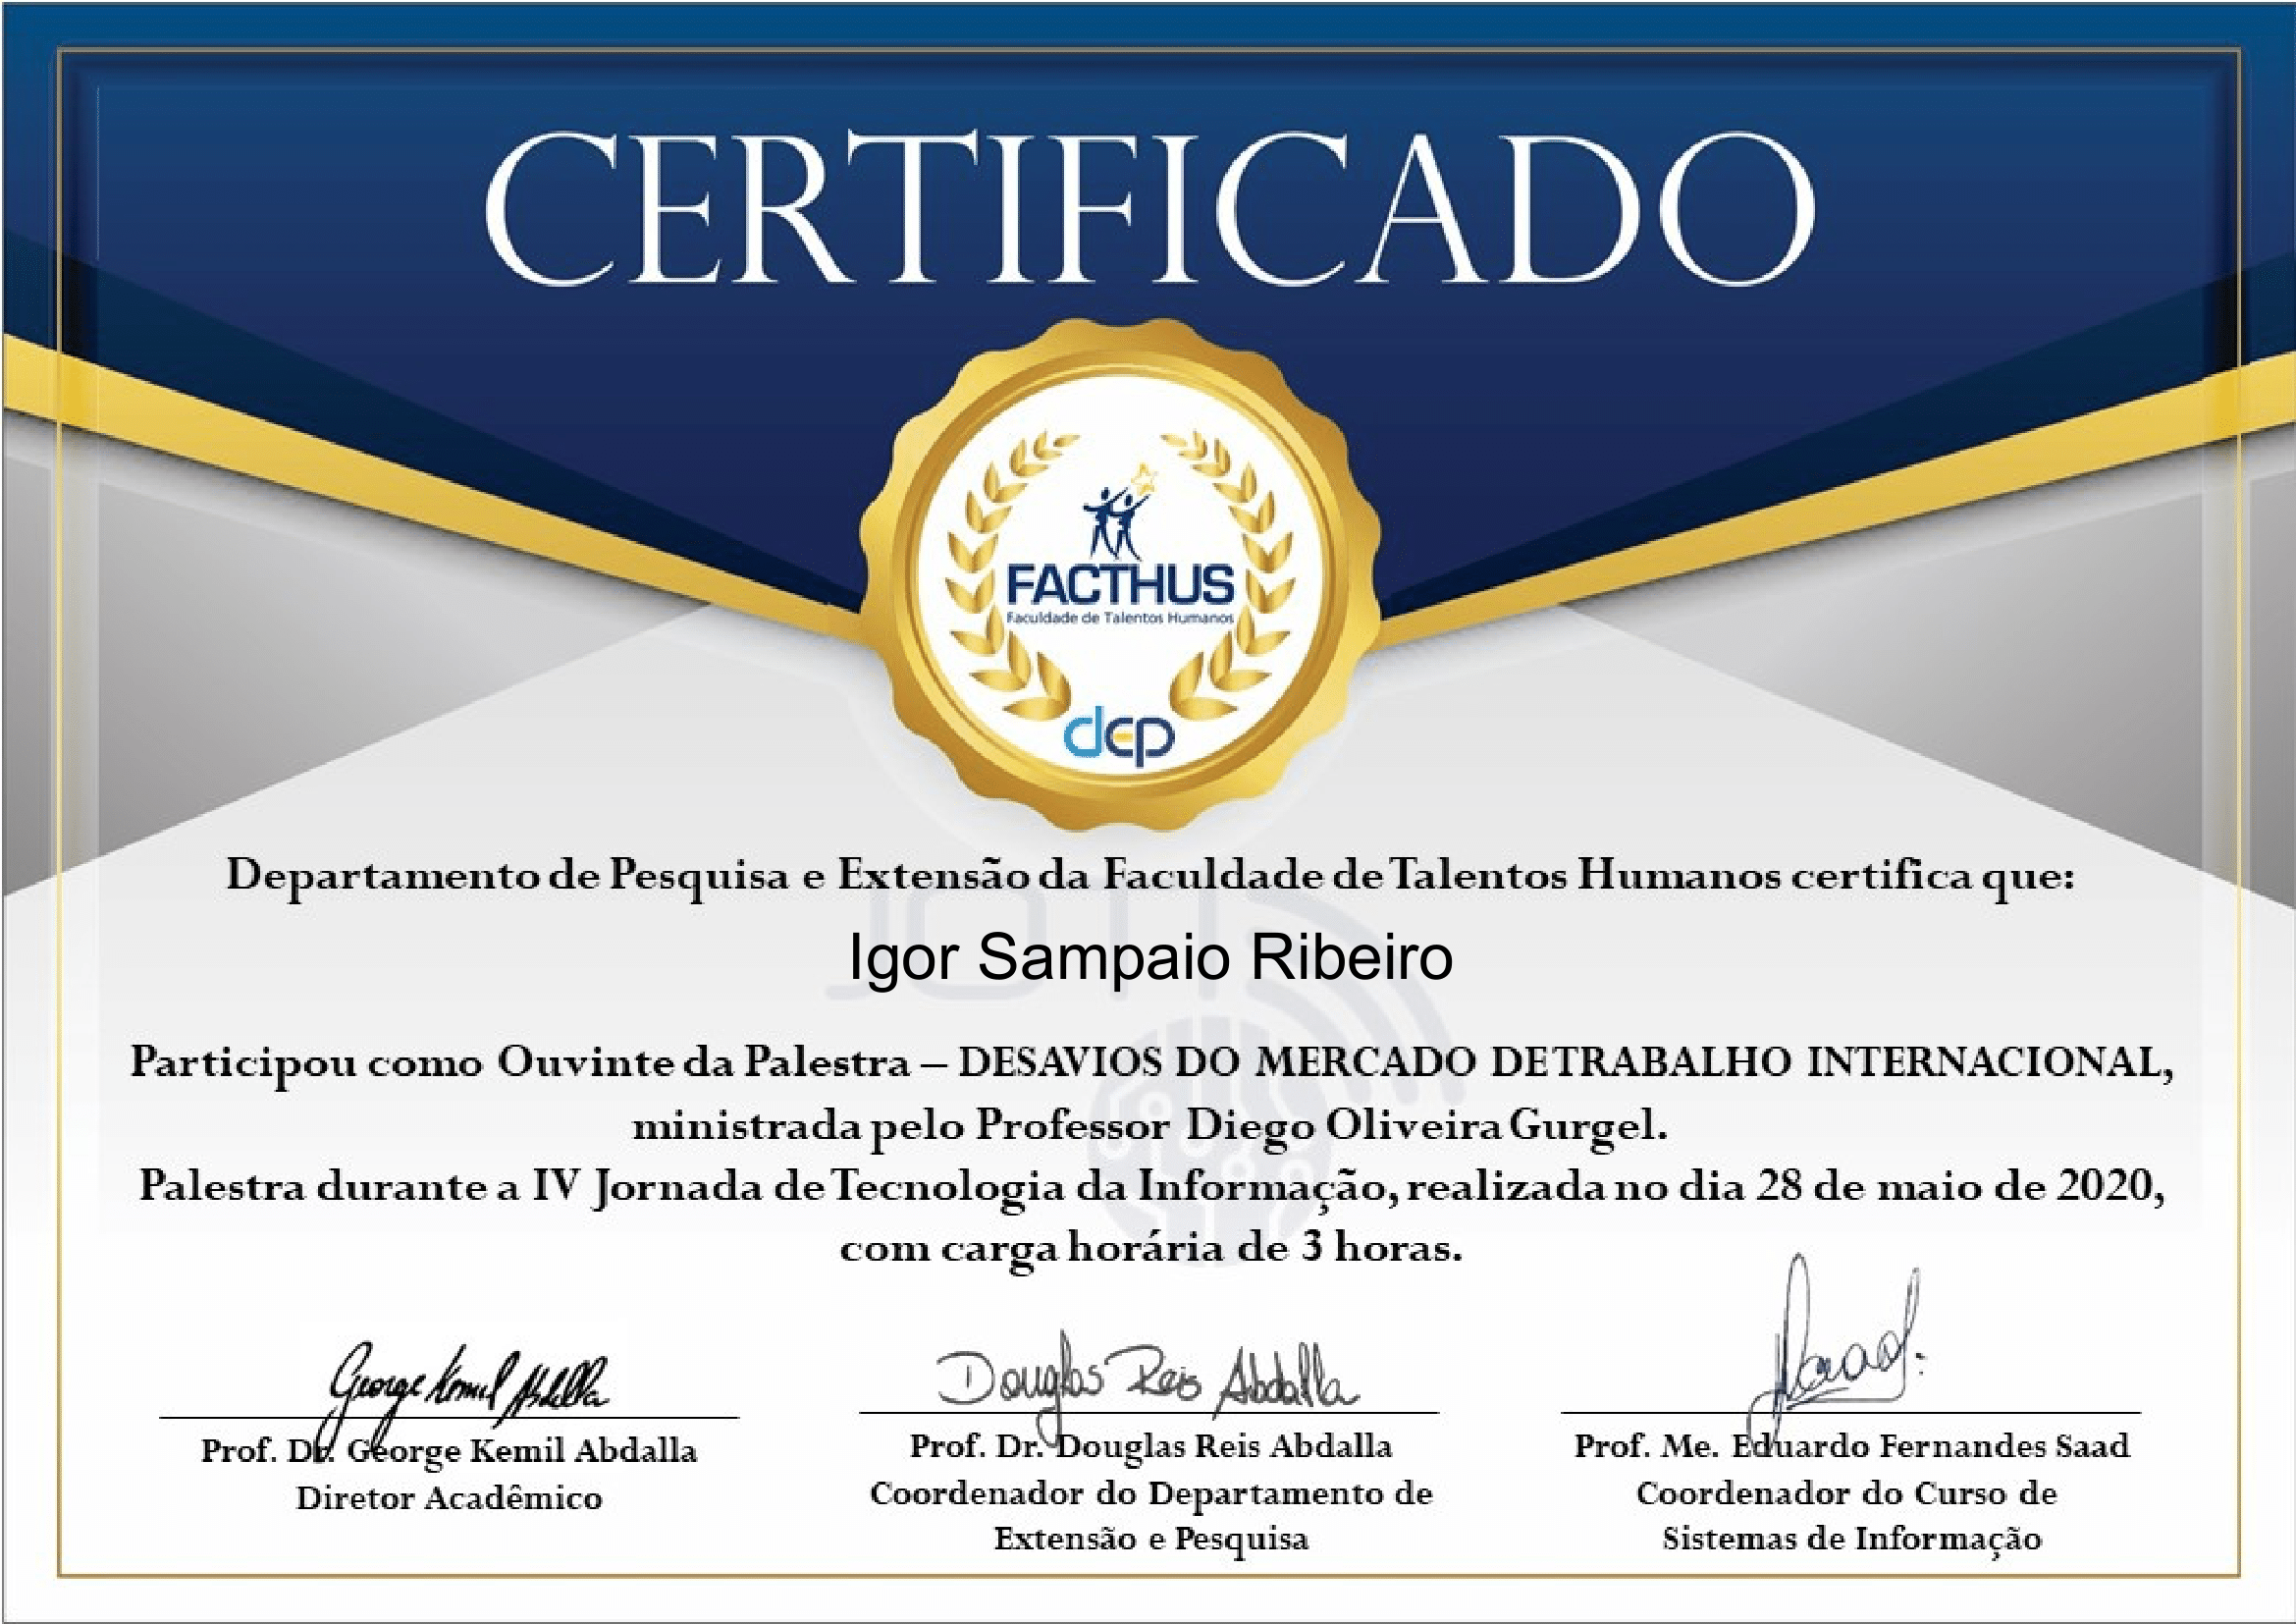 CERTIFICADO
FACTHUS
Faculdade de Talentos Humanos
dep
Departamento de Pesquisa e Extensão da Faculdade de Talentos Humanos certifica que:
JOTI
Igor Sampaio Ribeiro
Participou como Ouvinte da Palestra – DESAVIOS DO MERCADO DETRABALHO INTERNACIONAL,
ministrada pelo Professor Diego Oliveira Gurgel.
Palestra durante a IV Jornada de Tecnologia da Informação, realizada no dia 28 de maio de 2020,
com carga horária de 3 horas.
George Kemil Abdalla
Douglas Reis Abdalla
Saad
Prof. Dr. George Kemil Abdalla
Diretor Acadêmico
Prof. Dr. Douglas Reis Abdalla
Coordenador do Departamento de
Extensão e Pesquisa
Prof. Me. Eduardo Fernandes Saad
Coordenador do Curso de
Sistemas de Informação